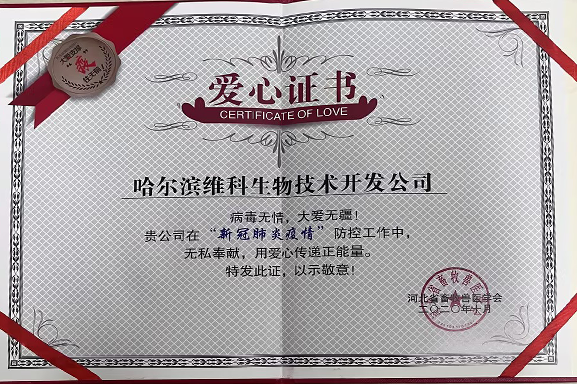 爱心证书
CERTIFICATE OF LOVE
哈尔滨维科生物技术开发公司
病毒无情，大爱无疆！
贵公司在“新冠肺炎疫情”防控工作中，
无私奉献，用爱心传递正能量。
特发此证，以示敬意！
河北省畜牧兽医学会
二〇二〇年十月